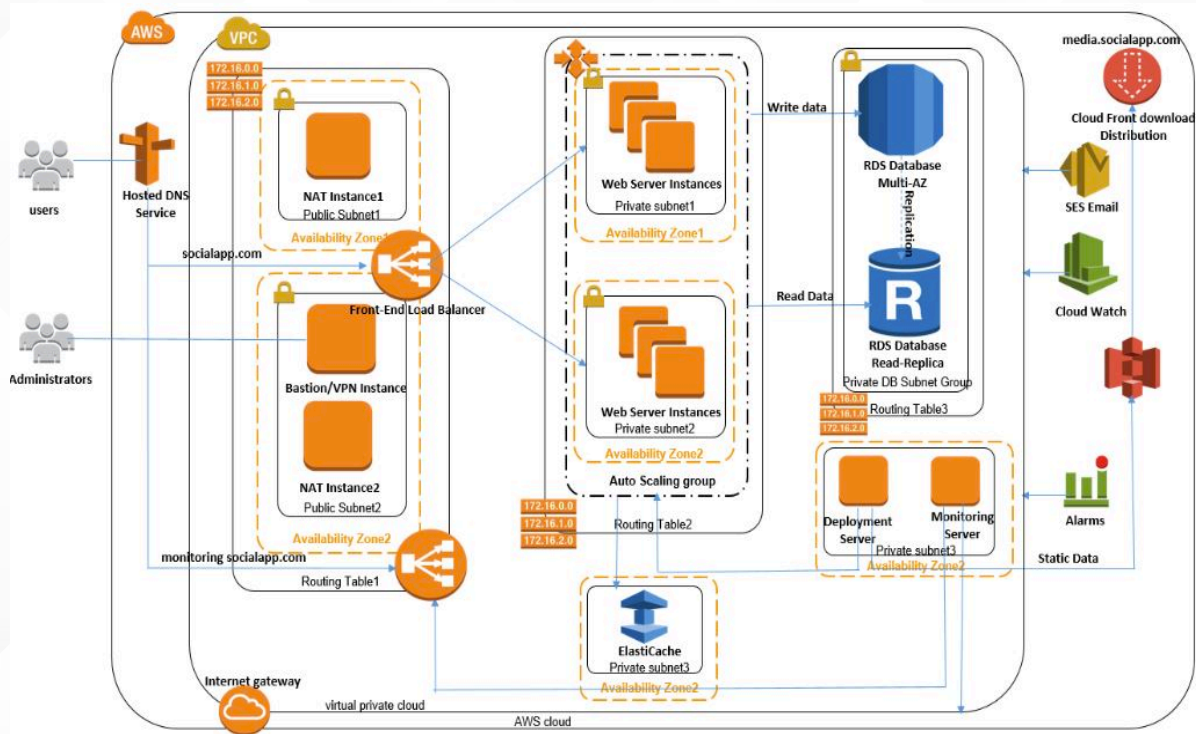 AWS
VPC
172.16.0.0
172.16.1.0
172.16.2.0
users
Hosted DNS
Service
NAT Instance1
Public Subnet1
Availability Zone1
socialapp.com
Front-End Load Balancer
Administrators
Bastion/VPN Instance
NAT Instance2
Public Subnet2
Availability Zone2
monitoring socialapp.com
Routing Table1
Internet gateway
virtual private cloud
AWS cloud
Web Server Instances
Private subnet1
Availability Zone1
Web Server Instances
Private subnet2
Availability Zone2
Auto Scaling group
172.16.0.0
172.16.1.0
172.16.2.0
Routing Table2
ElastiCache
Private subnet3
Availability Zone2
Write data
Read Data
RDS Database
Multi-AZ
Replication
R
RDS Database
Read-Replica
Private DB Subnet Group
Routing Table3
172.16.0.0
172.16.1.0
172.16.2.0
Deployment
Server
Monitoring
Server
Private subnet3
Availability Zone2
media.socialapp.com
Cloud Front download
Distribution
SES Email
Cloud Watch
Alarms
Static Data